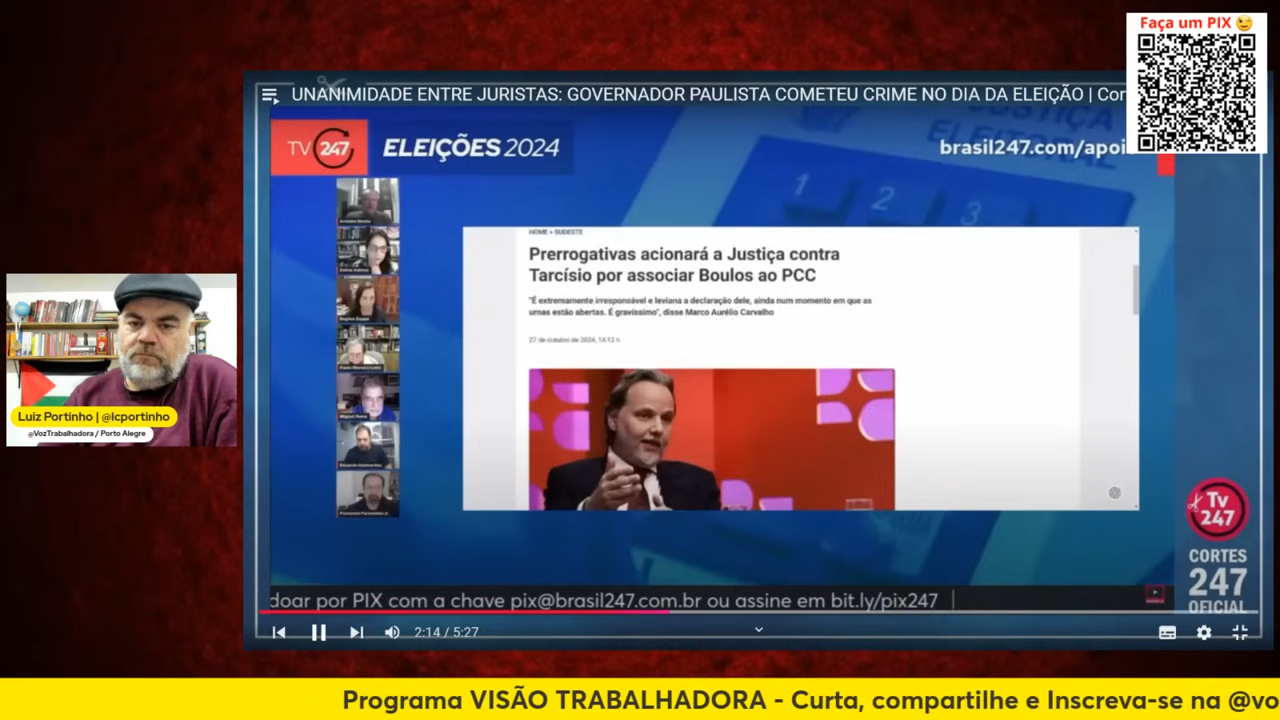 Faça um PIX
UNANIMIDADE ENTRE JURISTAS: GOVERNADOR PAULISTA COMETEU CRIME NO DIA DA ELEIÇÃO | Cor
TV 247
ELEIÇÕES 2024
JUSTIÇA
ELEITORAL
brasil247.com/apoi
1 2 3
HOME > SUDESTE
Prerrogativas acionará a Justiça contra
Tarcísio por associar Boulos ao PCC
"É extremamente irresponsável e leviana a declaração dele, ainda num momento em que as
urnas estão abertas. É gravíssimo", disse Marco Aurélio Carvalho
27 de outubro de 2024, 14:12 h
Luiz Portinho | @lcportinho
@VozTrabalhadora / Porto Alegre
Tv
247
CORTES
247
OFICIAL
doar por PIX com a chave pix@brasil247.com.br ou assine em bit.ly/pix247 |
2:14 / 5:27
Programa VISÃO TRABALHADORA - Curta, compartilhe e Inscreva-se na @vo